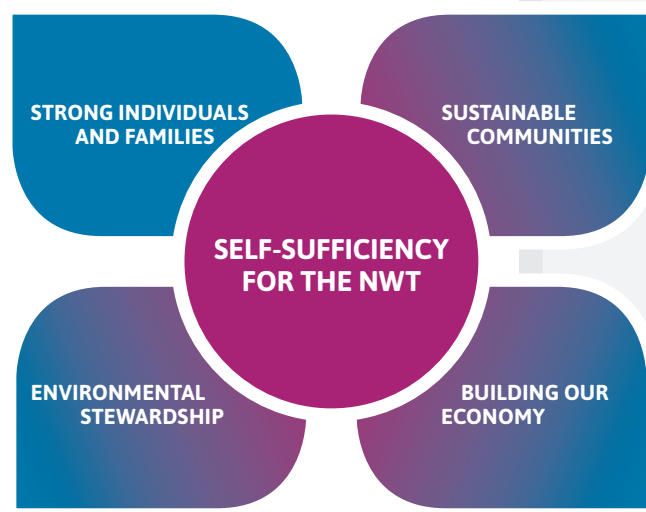 STRONG INDIVIDUALS
AND FAMILIES
SUSTAINABLE
COMMUNITIES
SELF-SUFFICIENCY
FOR THE NWT
ENVIRONMENTAL
STEWARDSHIP
BUILDING OUR
ECONOMY